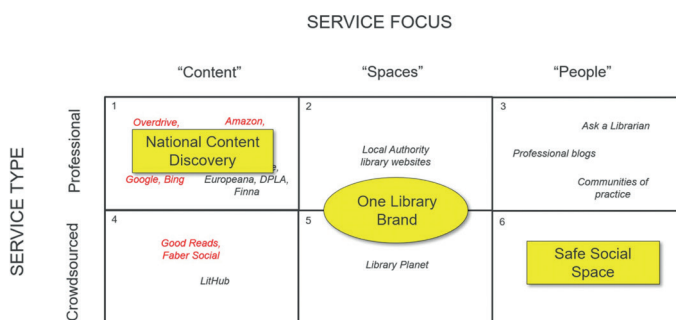 SERVICE FOCUS
“Content”
“Spaces”
“People”
SERVICE TYPE
Professional
Crowdsourced
1
Overdrive,
Amazon,
National Content
Discovery
Google, Bing
Europeana, DPLA,
Finna
2
Local Authority
library websites
One Library
Brand
3
Ask a Librarian
Professional blogs
Communities of
practice
4
Good Reads,
Faber Social
LitHub
5
Library Planet
6
Safe Social
Space